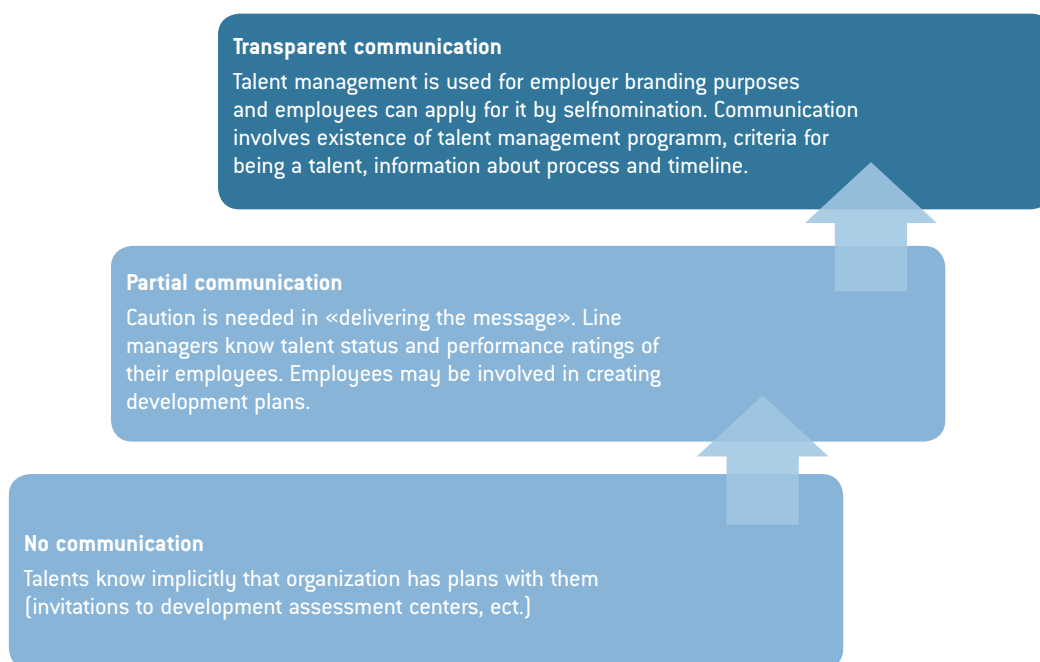 Transparent communication
Talent management is used for employer branding purposes
and employees can apply for it by selfnomination. Communication
involves existence of talent management programm, criteria for
being a talent, information about process and timeline.
Partial communication
Caution is needed in «delivering the message». Line
managers know talent status and performance ratings of
their employees. Employees may be involved in creating
development plans.
No communication
Talents know implicitly that organization has plans with them
(invitations to development assessment centers, ect.)